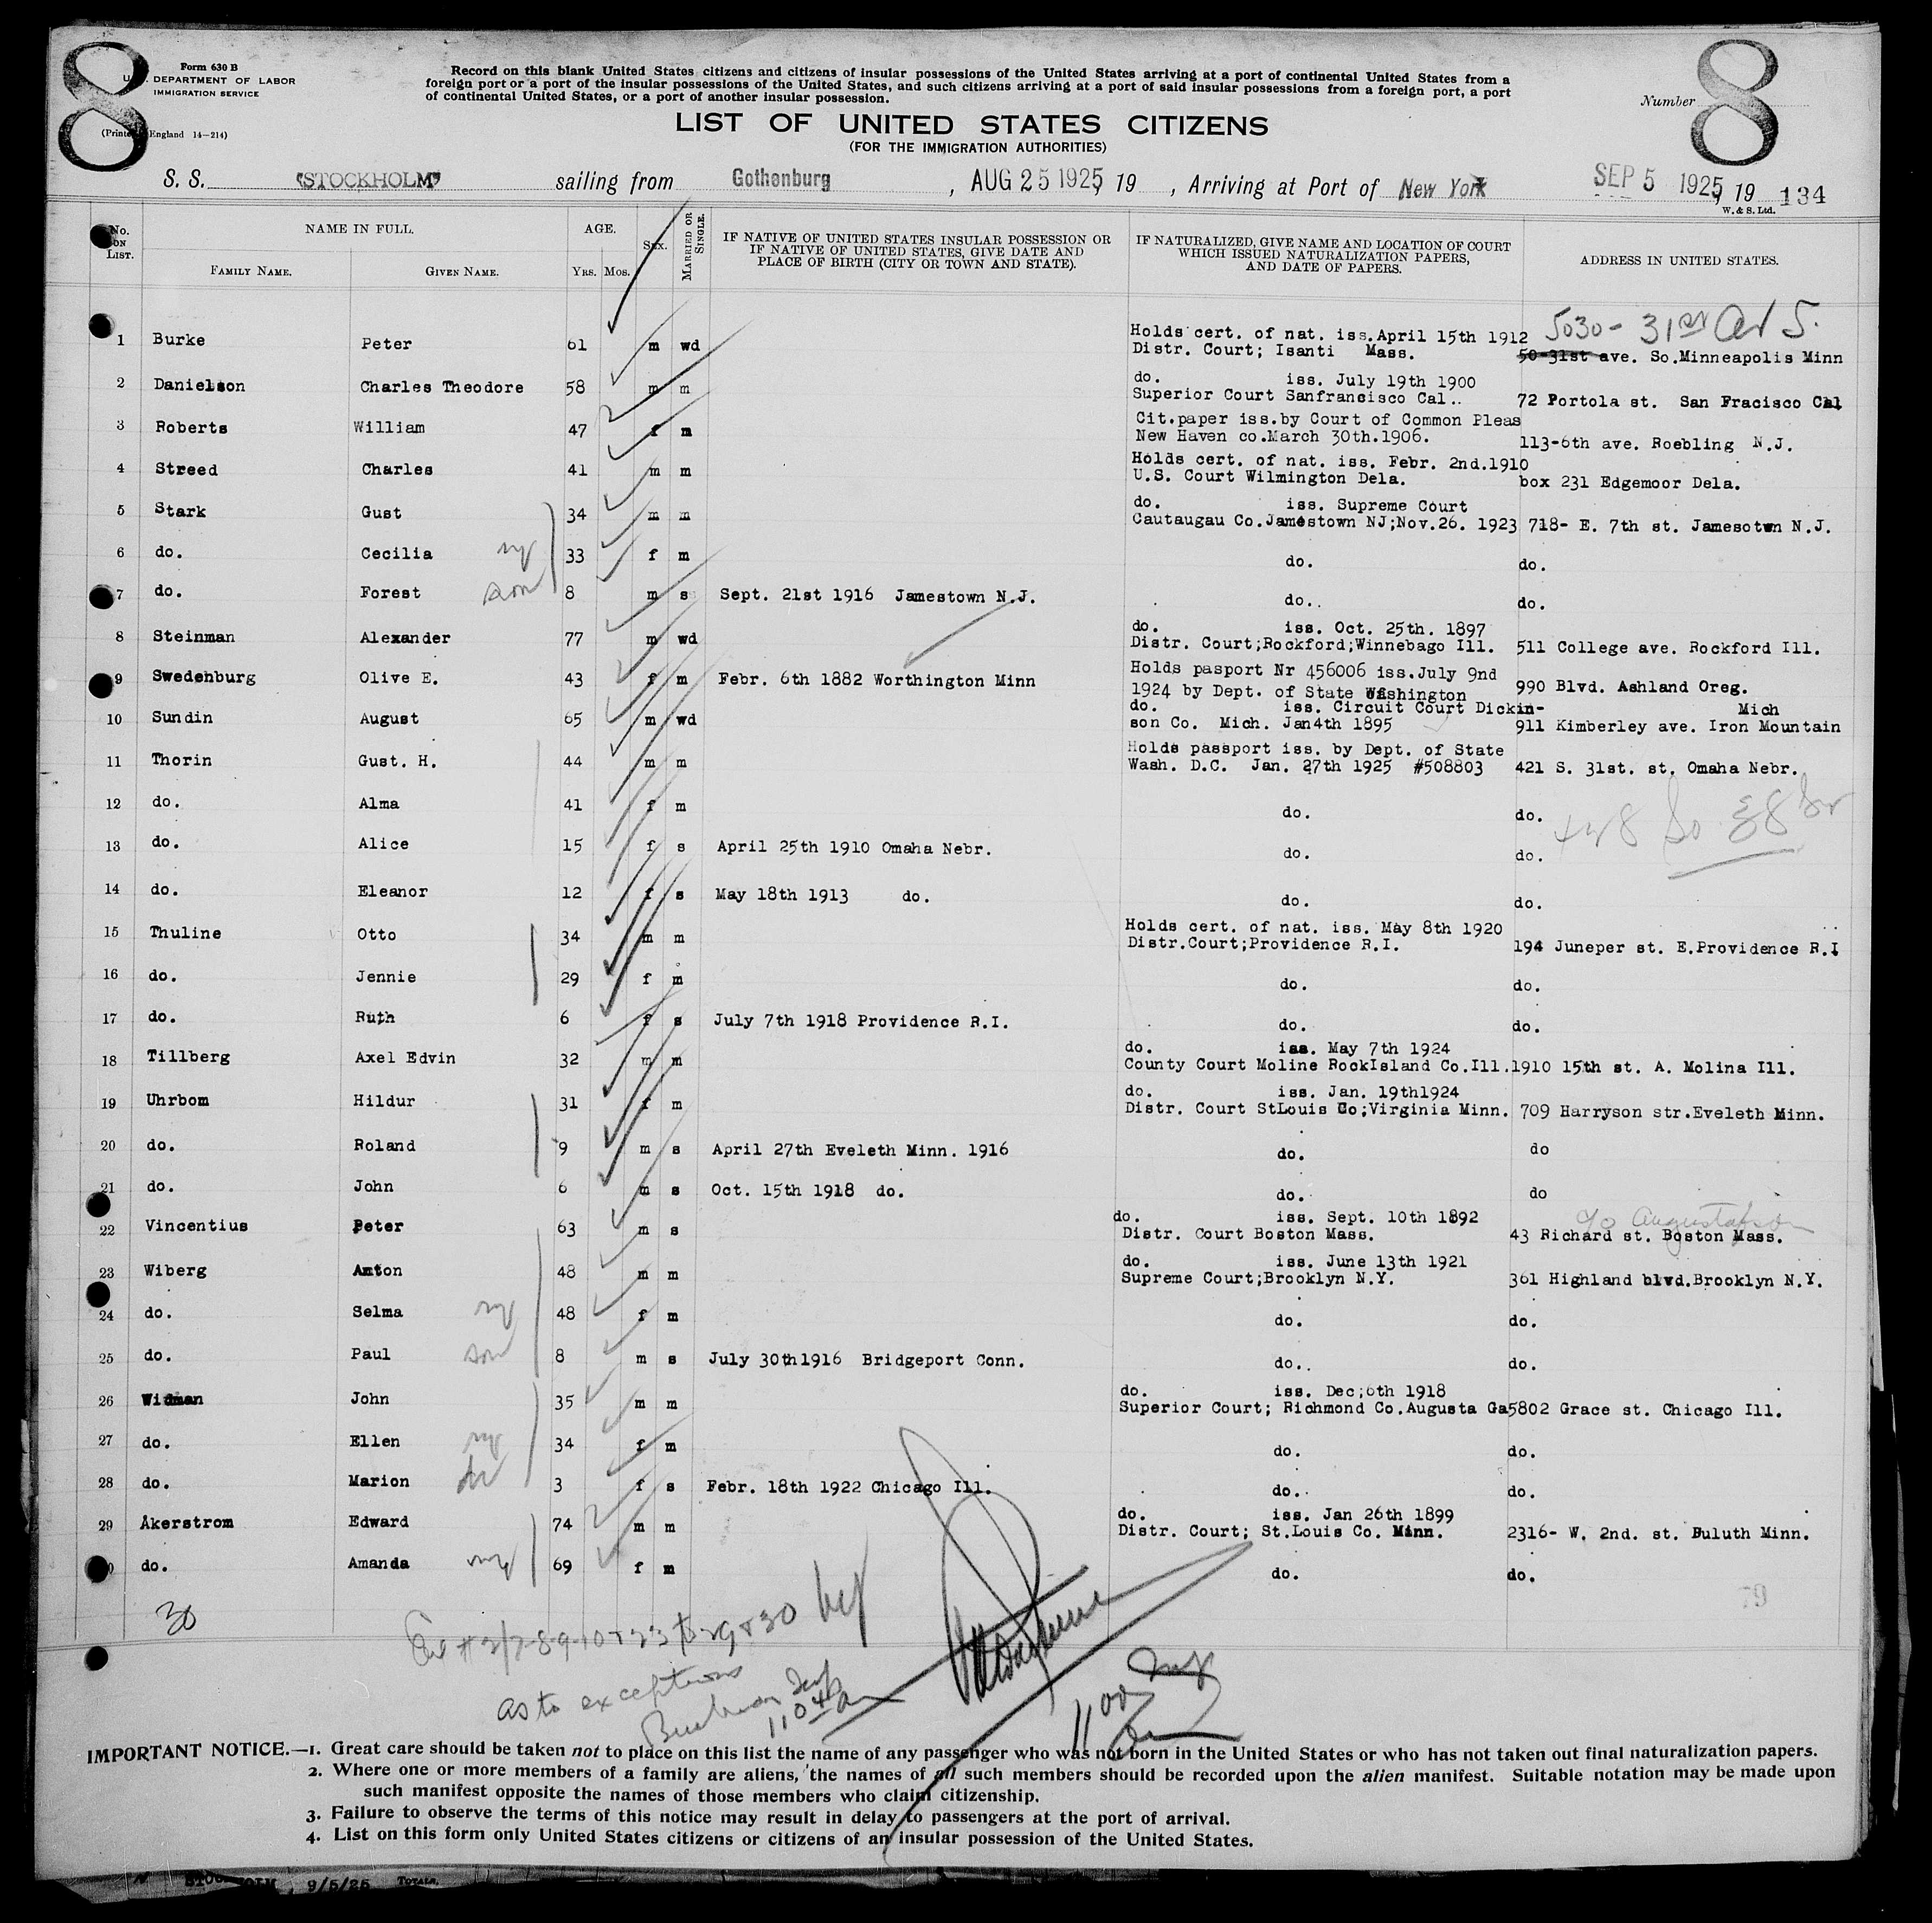 8
Form 630 B
U.S. DEPARTMENT OF LABOR
IMMIGRATION SERVICE
(Printed England 14-214)
Record on this blank United States citizens and citizens of insular possessions of the United States arriving at a port of continental United States from a
foreign port or a port of the insular possessions of the United States, and such citizens arriving at a port of said insular possessions from a foreign port, a port
of continental United States, or a port of another insular possession.
Number 8
LIST OF UNITED STATES CITIZENS
(FOR THE IMMIGRATION AUTHORITIES)
S. S. "STOCKHOLM" sailing from Gothenburg, AUG 25 1925, 19 , Arriving at Port of New York SEP 5 1925, 19 134
W. & S. Ltd.
No. ON LIST. NAME IN FULL. FAMILY NAME. GIVEN NAME. AGE. YRS. MOS. SEX. MARRIED OR SINGLE. IF NATIVE OF UNITED STATES INSULAR POSSESSION OR IF NATIVE OF UNITED STATES, GIVE DATE AND PLACE OF BIRTH (CITY OR TOWN AND STATE). IF NATURALIZED, GIVE NAME AND LOCATION OF COURT WHICH ISSUED NATURALIZATION PAPERS, AND DATE OF PAPERS. ADDRESS IN UNITED STATES.
5030- 31st Av S.
1 Burke Peter 61 m wd Holds cert. of nat. iss.April 15th 1912
Distr. Court; Isanti Mass. 50-31st ave. So.Minneapolis Minn
2 Danielson Charles Theodore 58 m m do. iss. July 19th 1900
Superior Court Sanfrancisco Cal.. 72 Portola st. San Fracisco Cal
3 Roberts William 47 f m Cit.paper iss.by Court of Common Pleas
New Haven co.March 30th.1906. 113-6th ave. Roebling N.J.
4 Streed Charles 41 m m Holds cert. of nat. iss. Febr. 2nd.1910
U.S. Court Wilmington Dela. box 231 Edgemoor Dela.
5 Stark Gust 34 m m do. iss. Supreme Court
Cautaugau Co.Jamestown NJ;Nov.26. 1923 718- E. 7th st. Jamesotwn N.J.
6 do. Cecilia wf 33 f m do. do.
7 do. Forest son 8 m s Sept. 21st 1916 Jamestown N.J. do.. do.
8 Steinman Alexander 77 m wd do. iss. Oct. 25th. 1897
Distr. Court;Rockford;Winnebago Ill. 511 College ave. Rockford Ill.
9 Swedenburg Olive E. 43 f m Febr. 6th 1882 Worthington Minn Holds pasport Nr 456006 iss.July 9nd
1924 by Dept. of State Washington 990 Blvd. Ashland Oreg.
10 Sundin August 65 m wd do. iss. Circuit Court Dickin- Mich
son Co. Mich. Jan4th 1895 911 Kimberley ave. Iron Mountain
11 Thorin Gust. H. 44 m m Holds passport iss. by Dept. of State
Wash. D.C. Jan. 27th 1925 #508803 421 S. 31st. st. Omaha Nebr.
12 do. Alma 41 f m do. do.
13 do. Alice 15 f s April 25th 1910 Omaha Nebr. do. do.
14 do. Eleanor 12 f s May 18th 1913 do. do. do.
15 Thuline Otto 34 m m Holds cert. of nat. iss. May 8th 1920
Distr.Court;Providence R.I. 194 Juneper st. E.Providence R.I
16 do. Jennie 29 f m do. do.
17 do. Ruth 6 f s July 7th 1918 Providence R.I. do. do.
18 Tillberg Axel Edvin 32 m m do. iss. May 7th 1924
County Court Moline RockIsland Co.Ill. 1910 15th st. A. Molina Ill.
19 Uhrbom Hildur 31 f m do. iss. Jan. 19th1924
Distr. Court StLouis Co;Virginia Minn. 709 Harryson str.Eveleth Minn.
20 do. Roland 9 m s April 27th Eveleth Minn. 1916 do. do
21 do. John 6 m s Oct. 15th 1918 do. do. do
c/o Augustafson
22 Vincentius Peter 63 m s do. iss. Sept. 10th 1892
Distr. Court Boston Mass. 43 Richard st. Boston Mass.
23 Wiberg Anton 48 m m do. iss. June 13th 1921
Supreme Court;Brooklyn N.Y. 361 Highland blvd.Brooklyn N.Y.
24 do. Selma wf 48 f m do. do.
25 do. Paul son 8 m s July 30th1916 Bridgeport Conn. do.. do.
26 Widman John 35 m m do. iss. Dec;6th 1918
Superior Court; Richmond Co.Augusta Ga 5802 Grace st. Chicago Ill.
27 do. Ellen wf 34 f m do. do.
28 do. Marion 3 f s Febr. 18th 1922 Chicago Ill. do.. do.
29 Åkerstrom Edward 74 m m do. iss. Jan 26th 1899
Distr. Court; St.Louis Co. Minn. 2316- W. 2nd. st. Duluth Minn.
do. Amanda wf 69 f m do. do.
79
30
as to exceptions
IMPORTANT NOTICE.—1. Great care should be taken not to place on this list the name of any passenger who was not born in the United States or who has not taken out final naturalization papers.
2. Where one or more members of a family are aliens, the names of all such members should be recorded upon the alien manifest. Suitable notation may be made upon
such manifest opposite the names of those members who claim citizenship.
3. Failure to observe the terms of this notice may result in delay to passengers at the port of arrival.
4. List on this form only United States citizens or citizens of an insular possession of the United States.
9/5/25 TOTALS,